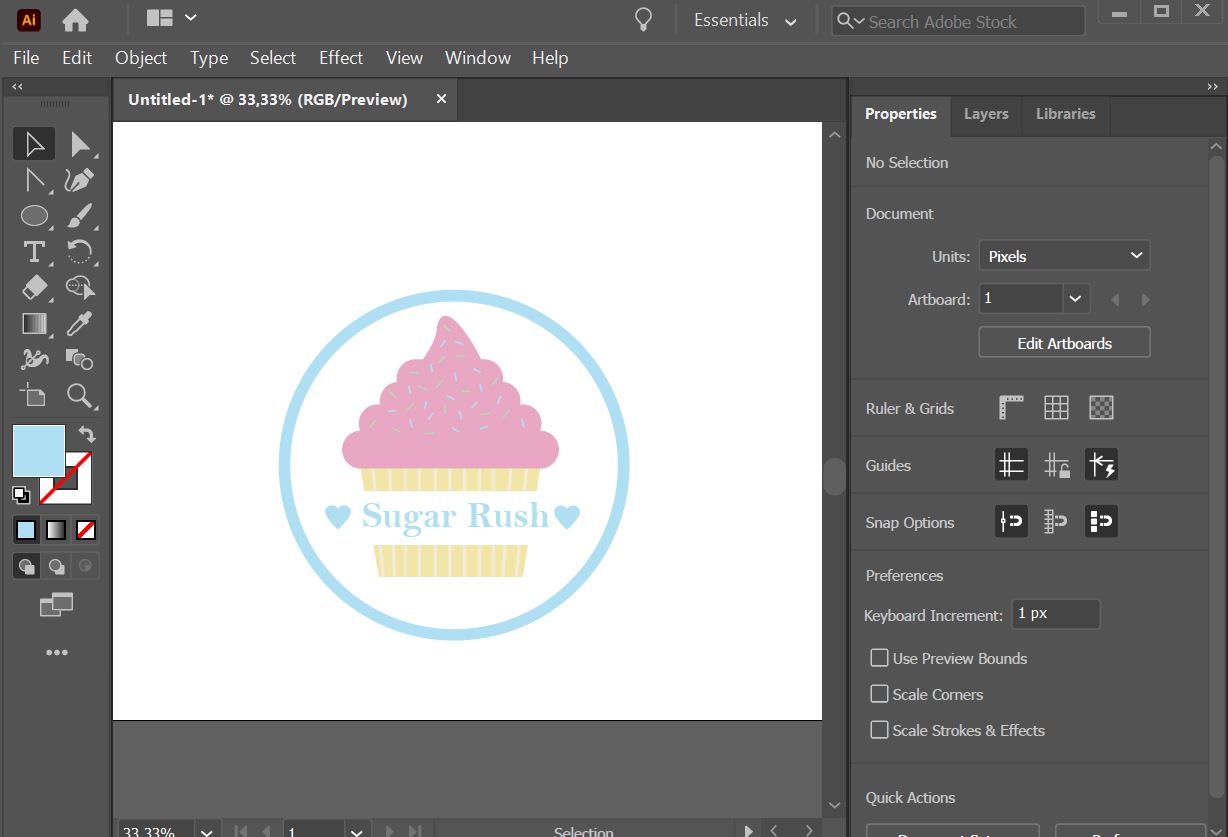 Ai
Essentials
Search Adobe Stock
File Edit Object Type Select Effect View Window Help
Untitled-1* @ 33,33% (RGB/Preview)
Properties Layers Libraries
No Selection
Document
Units: Pixels
Artboard: 1
Edit Artboards
Ruler & Grids
Guides
Snap Options
Preferences
Keyboard Increment: 1 px
Use Preview Bounds
Scale Corners
Scale Strokes & Effects
Quick Actions
Sugar Rush
33,33% 1 Selection